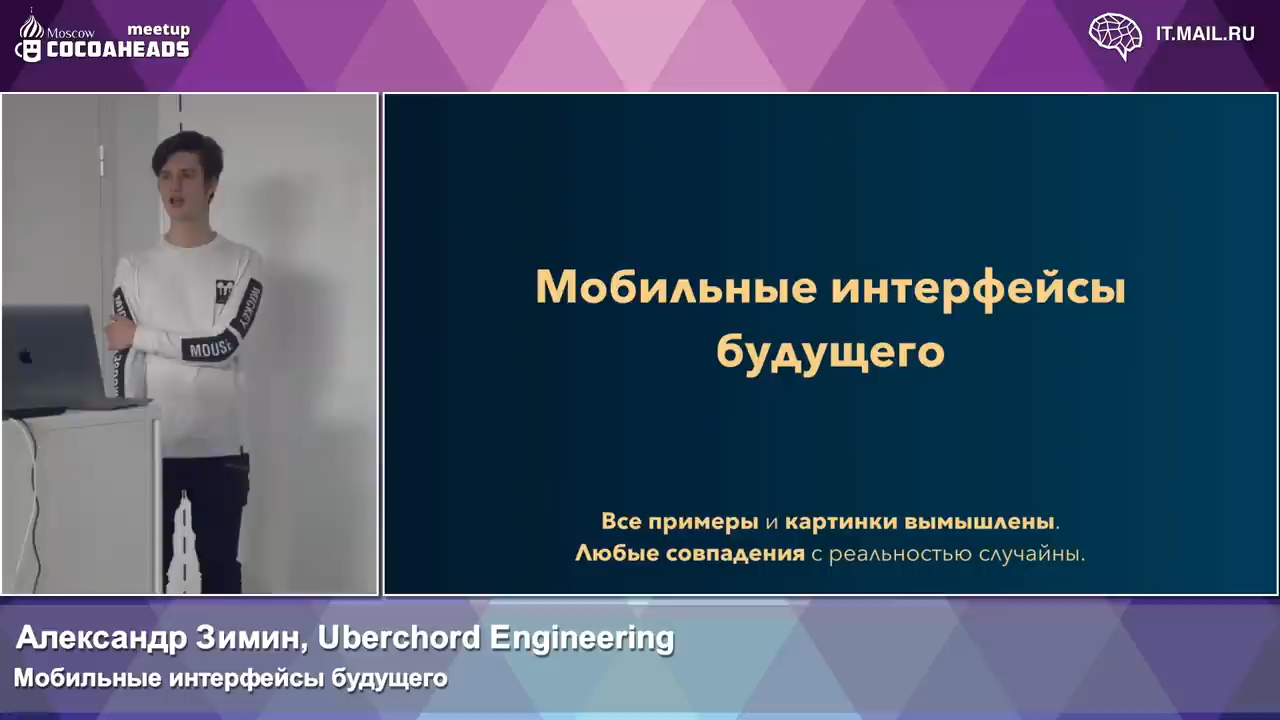 Moscow
meetup
COCOAHEADS
IT.MAIL.RU
MICKEY
MOUSE
Мобильные интерфейсы
будущего
Все примеры и картинки вымышлены.
Любые совпадения с реальностью случайны.
Александр Зимин, Uberchord Engineering
Мобильные интерфейсы будущего